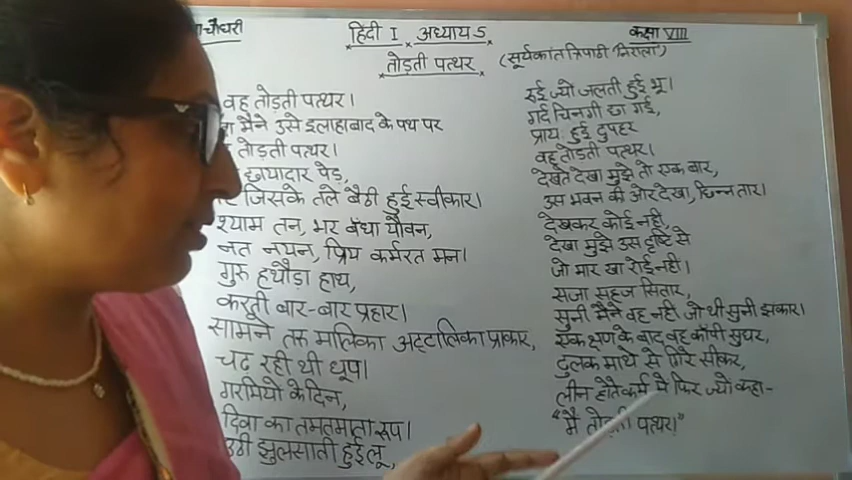 चौधरी
हिंदी I अध्याय 5
कक्षा VIII
तोड़ती पत्थर (सूर्यकांत त्रिपाठी निराला)
वह तोड़ती पत्थर।
मैने उसे इलाहाबाद के पथ पर
तोड़ती पत्थर।
छायादार पेड़,
जिसके तले बैठी हुई स्वीकार।
श्याम तन, भर बँधा यौवन,
नत नयन, प्रिय कर्मरत मन।
गुरु हथौड़ा हाथ,
करती बार-बार प्रहार।
सामने तरु मालिका अट्टालिका प्राकार,
चढ़ रही थी धूप।
गरमियो के दिन,
दिवा का तमतमाता रूप।
उठी झुलसाती हुई लू,
रुई ज्यो जलती हुई भू।
गर्द चिनगी छा गई,
प्रायः हुई दुपहर
वह तोड़ती पत्थर।
देखते देखा मुझे तो एक बार,
उस भवन की ओर देखा, छिन्न तार।
देखकर कोई नही,
देखा मुझे उस दृष्टि से
जो मार खा रोई नही।
सजा सहज सितार,
सुनी मैने वह नही जो थी सुनी झंकार।
एक क्षण के बाद वह काँपी सुघर,
ढुलक माथे से गिरे सीकर,
लीन होते कर्म मे फिर ज्यो कहा-
"मै तोड़ती पत्थर।"